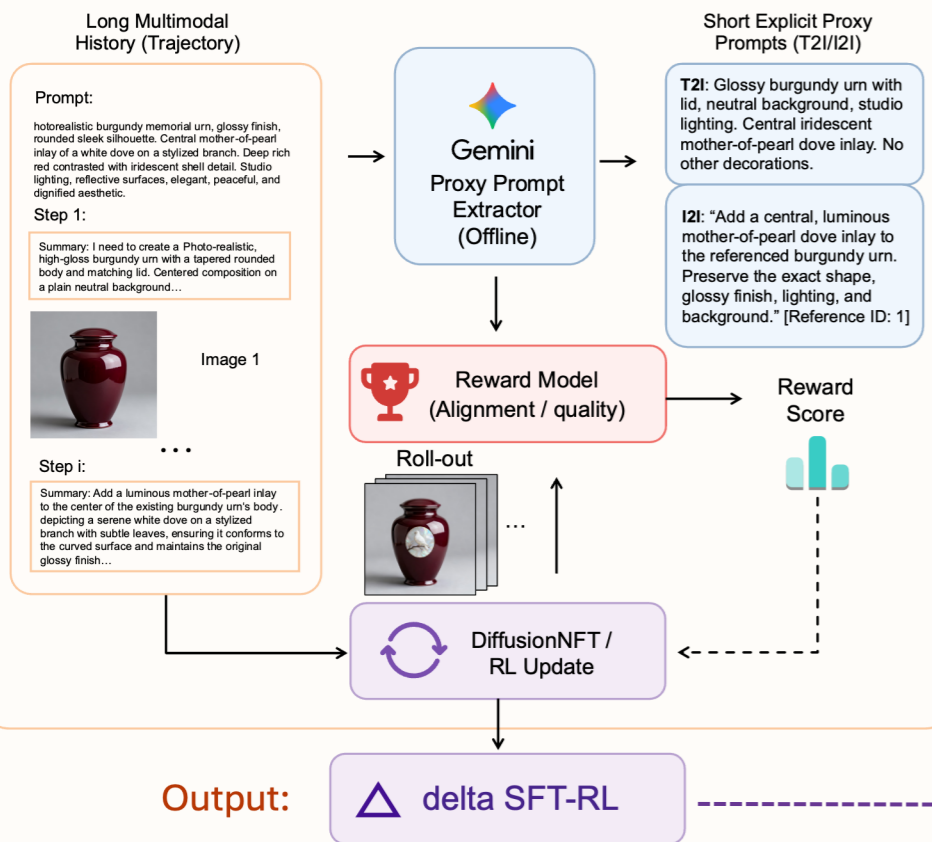 Long Multimodal
History (Trajectory)
Prompt:
hotorealistic burgundy memorial urn, glossy finish,
rounded sleek silhouette. Central mother-of-pearl
inlay of a white dove on a stylized branch. Deep rich
red contrasted with iridescent shell detail. Studio
lighting, reflective surfaces, elegant, peaceful, and
dignified aesthetic.
Step 1:
Summary: I need to create a Photo-realistic,
high-gloss burgundy urn with a tapered rounded
body and matching lid. Centered composition on
a plain neutral background...
Image 1
...
Step i:
Summary: Add a luminous mother-of-pearl inlay
to the center of the existing burgundy urn's body.
depicting a serene white dove on a stylized
branch with subtle leaves, ensuring it conforms to
the curved surface and maintains the original
glossy finish...
Gemini
Proxy Prompt
Extractor
(Offline)
Short Explicit Proxy
Prompts (T2I/I2I)
T2I: Glossy burgundy urn with
lid, neutral background, studio
lighting. Central iridescent
mother-of-pearl dove inlay. No
other decorations.
I2I: “Add a central, luminous
mother-of-pearl dove inlay to
the referenced burgundy urn.
Preserve the exact shape,
glossy finish, lighting, and
background.” [Reference ID: 1]
Reward Model
(Alignment / quality)
Reward
Score
Roll-out
...
DiffusionNFT /
RL Update
Output:
delta SFT-RL